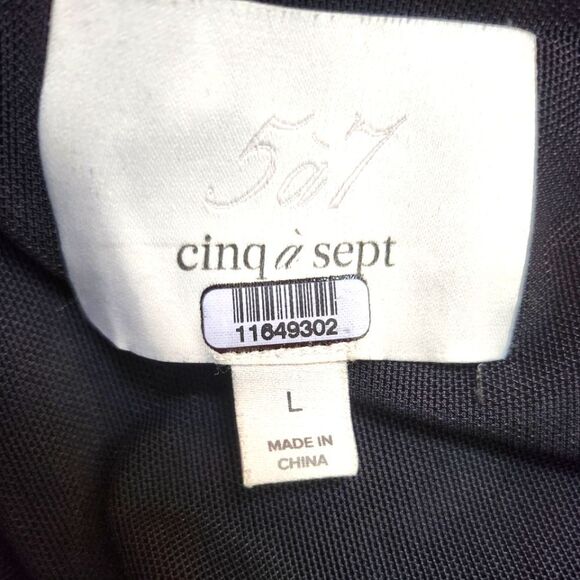 5à7
cinq à sept
11649302
L
MADE IN
CHINA